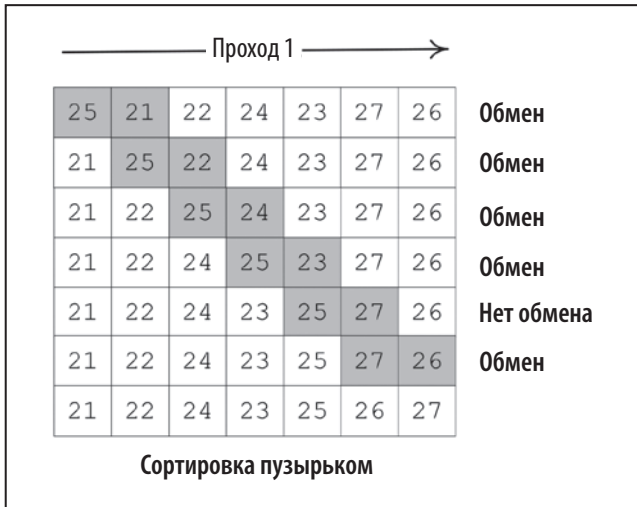 Проход 1
25 21 22 24 23 27 26 Обмен
21 25 22 24 23 27 26 Обмен
21 22 25 24 23 27 26 Обмен
21 22 24 25 23 27 26 Обмен
21 22 24 23 25 27 26 Нет обмена
21 22 24 23 25 27 26 Обмен
21 22 24 23 25 26 27
Сортировка пузырьком